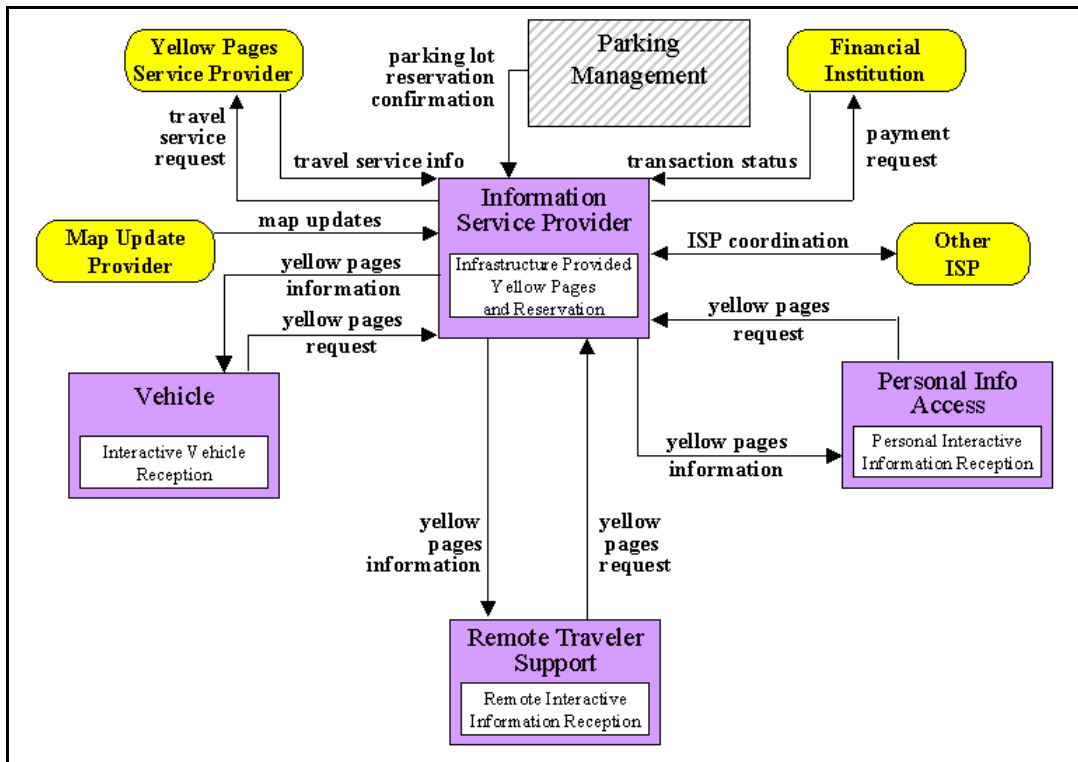 Yellow Pages
Service Provider
parking lot
reservation
confirmation
Parking
Management
Financial
Institution
travel
service
request
travel service info
transaction status
payment
request
Information
Service Provider
Infrastructure Provided
Yellow Pages
and Reservation
Map Update
Provider
map updates
ISP coordination
Other
ISP
yellow pages
information
yellow pages
request
yellow pages
request
Vehicle
Interactive Vehicle
Reception
Personal Info
Access
Personal Interactive
Information Reception
yellow pages
information
yellow
pages
information
yellow
pages
request
Remote Traveler
Support
Remote Interactive
Information Reception